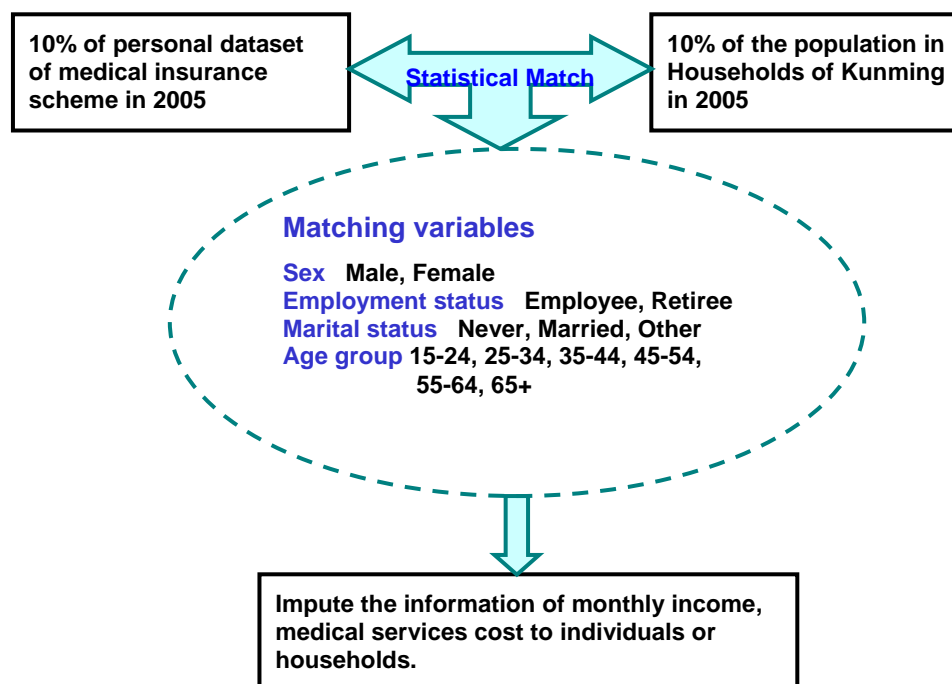 10% of personal dataset
of medical insurance
scheme in 2005
Statistical Match
10% of the population in
Households of Kunming
in 2005
Matching variables
Sex Male, Female
Employment status Employee, Retiree
Marital status Never, Married, Other
Age group 15-24, 25-34, 35-44, 45-54,
55-64, 65+
Impute the information of monthly income,
medical services cost to individuals or
households.